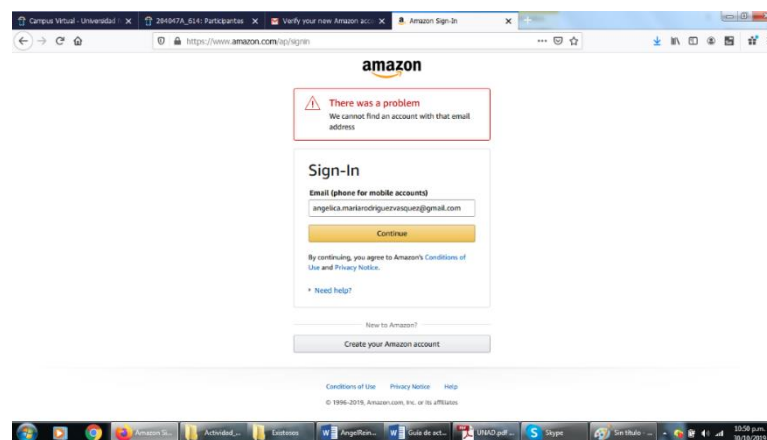 Campus Virtual - Universidad
204047A_614: Participantes
Verify your new Amazon acc
Amazon Sign-In
https://www.amazon.com/ap/signin
amazon
There was a problem
We cannot find an account with that email
address
Sign-In
Email (phone for mobile accounts)
angelica.mariarodriguezvasquez@gmail.com
Continue
By continuing, you agree to Amazon's Conditions of
Use and Privacy Notice.
Need help?
New to Amazon?
Create your Amazon account
Conditions of Use Privacy Notice Help
© 1996-2019, Amazon.com, Inc. or its affiliates
Amazon Si... Actividad_... Exitosos AngelRein... Guia de act... UNAD.pdf ... Skype Sin título - ...
10:50 p.m.